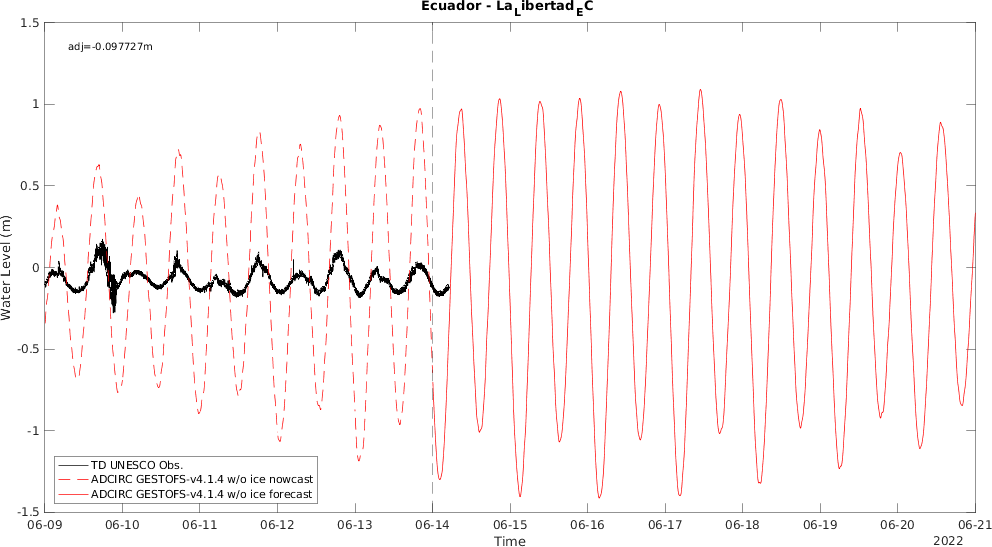 Ecuador - LaLibertadEC
adj=-0.097727m
1.5
1
0.5
0
-0.5
-1
-1.5
Water Level (m)
TD UNESCO Obs.
ADCIRC GESTOFS-v4.1.4 w/o ice nowcast
ADCIRC GESTOFS-v4.1.4 w/o ice forecast
06-09 06-10 06-11 06-12 06-13 06-14 06-15 06-16 06-17 06-18 06-19 06-20 06-21
Time
2022